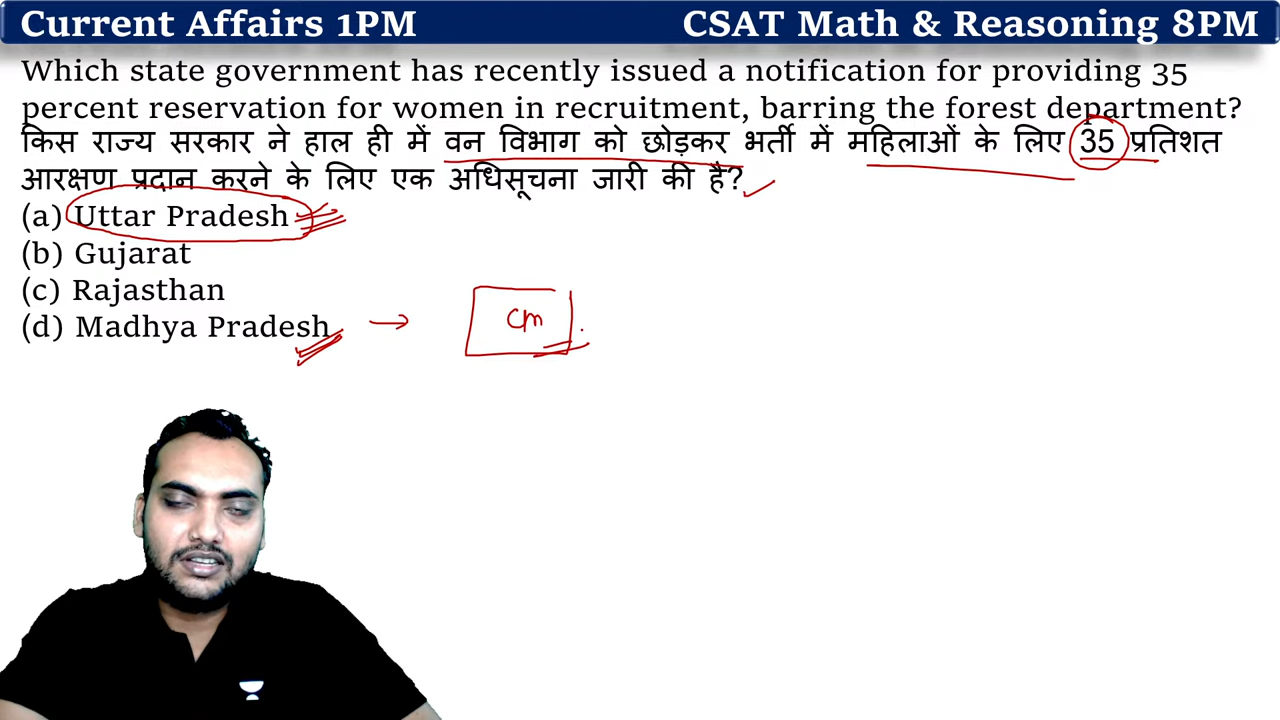 Current Affairs 1PM
CSAT Math & Reasoning 8PM
Which state government has recently issued a notification for providing 35
percent reservation for women in recruitment, barring the forest department?
किस राज्य सरकार ने हाल ही में वन विभाग को छोड़कर भर्ती में महिलाओं के लिए 35 प्रतिशत
आरक्षण प्रदान करने के लिए एक अधिसूचना जारी की है?
(a) Uttar Pradesh
(b) Gujarat
(c) Rajasthan
(d) Madhya Pradesh → cm